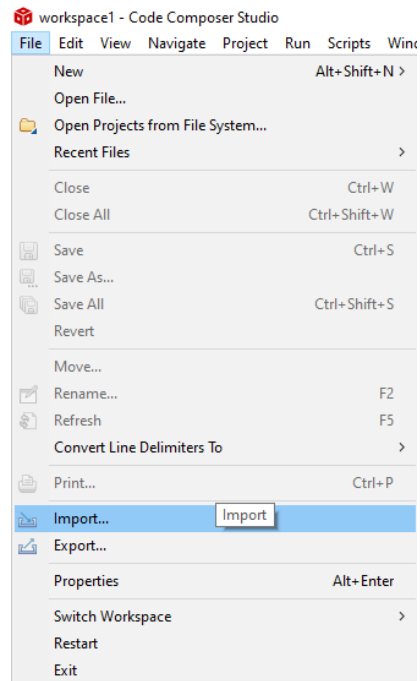 workspace1 - Code Composer Studio
File Edit View Navigate Project Run Scripts
New Alt+Shift+N >
Open File...
Open Projects from File System...
Recent Files >
Close Ctrl+W
Close All Ctrl+Shift+W
Save Ctrl+S
Save As...
Save All Ctrl+Shift+S
Revert
Move...
Rename... F2
Refresh F5
Convert Line Delimiters To >
Print... Ctrl+P
Import... Import
Export...
Properties Alt+Enter
Switch Workspace >
Restart
Exit